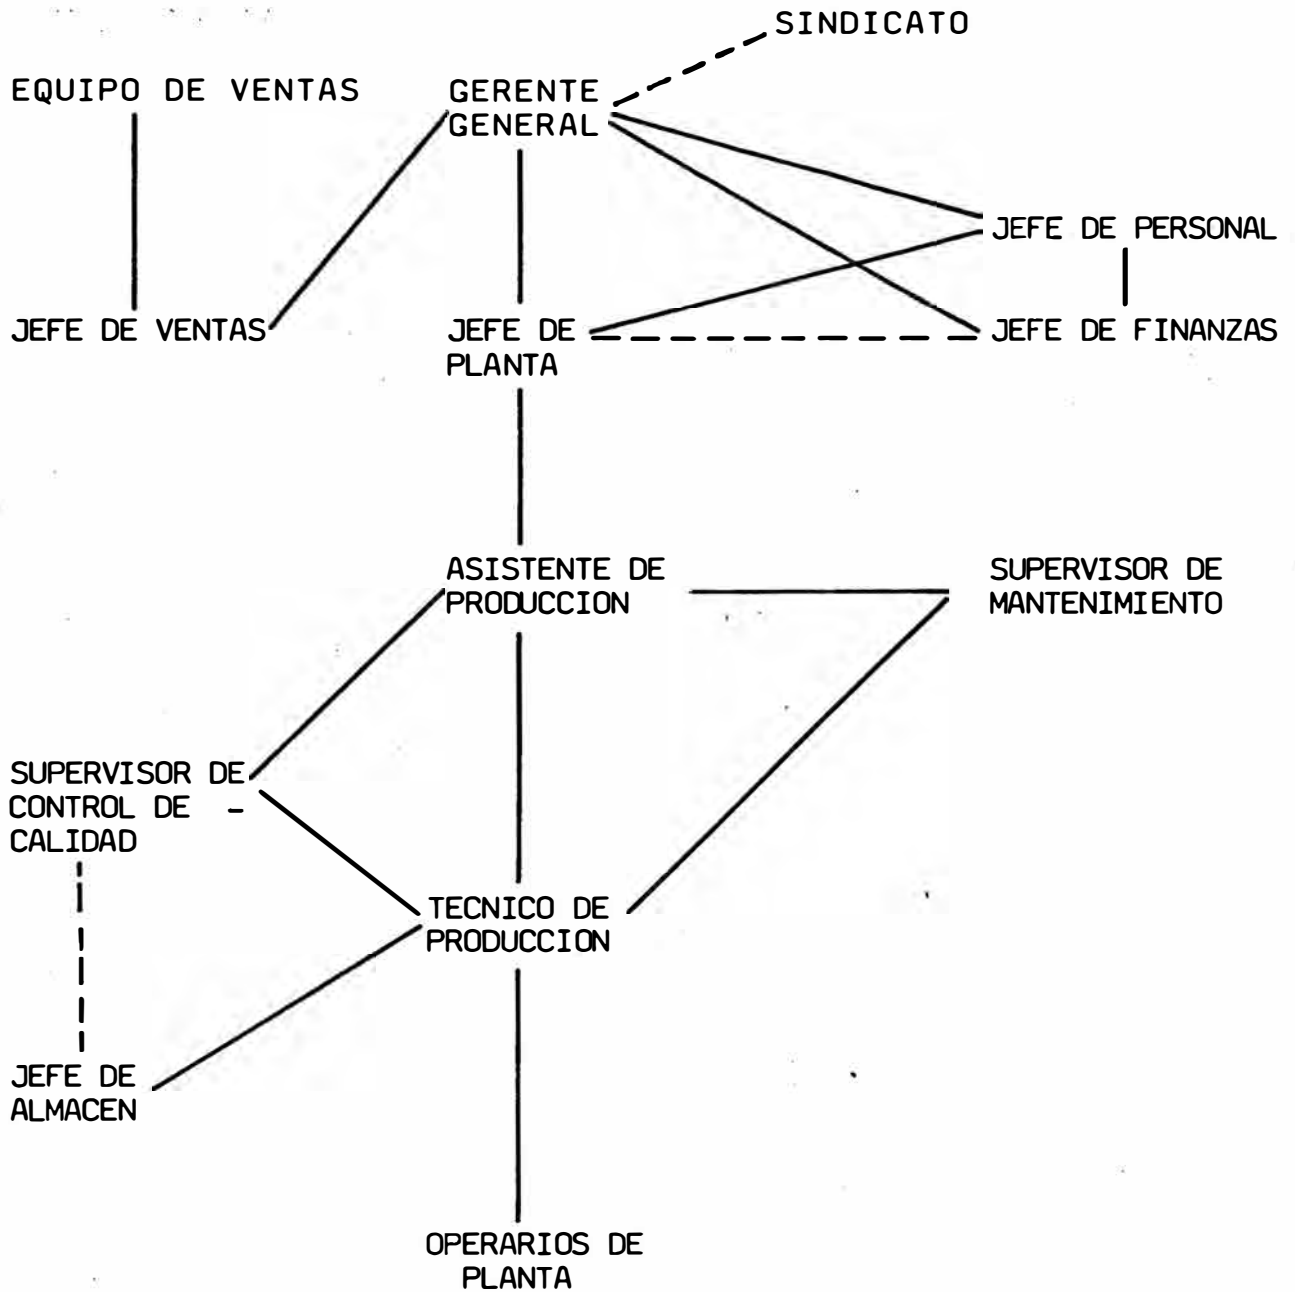 SINDICATO
EQUIPO DE VENTAS
GERENTE
GENERAL
JEFE DE PERSONAL
JEFE DE VENTAS
JEFE DE
PLANTA
JEFE DE FINANZAS
ASISTENTE DE
PRODUCCION
SUPERVISOR DE
MANTENIMIENTO
SUPERVISOR DE
CONTROL DE -
CALIDAD
TECNICO DE
PRODUCCION
JEFE DE
ALMACEN
OPERARIOS DE
PLANTA